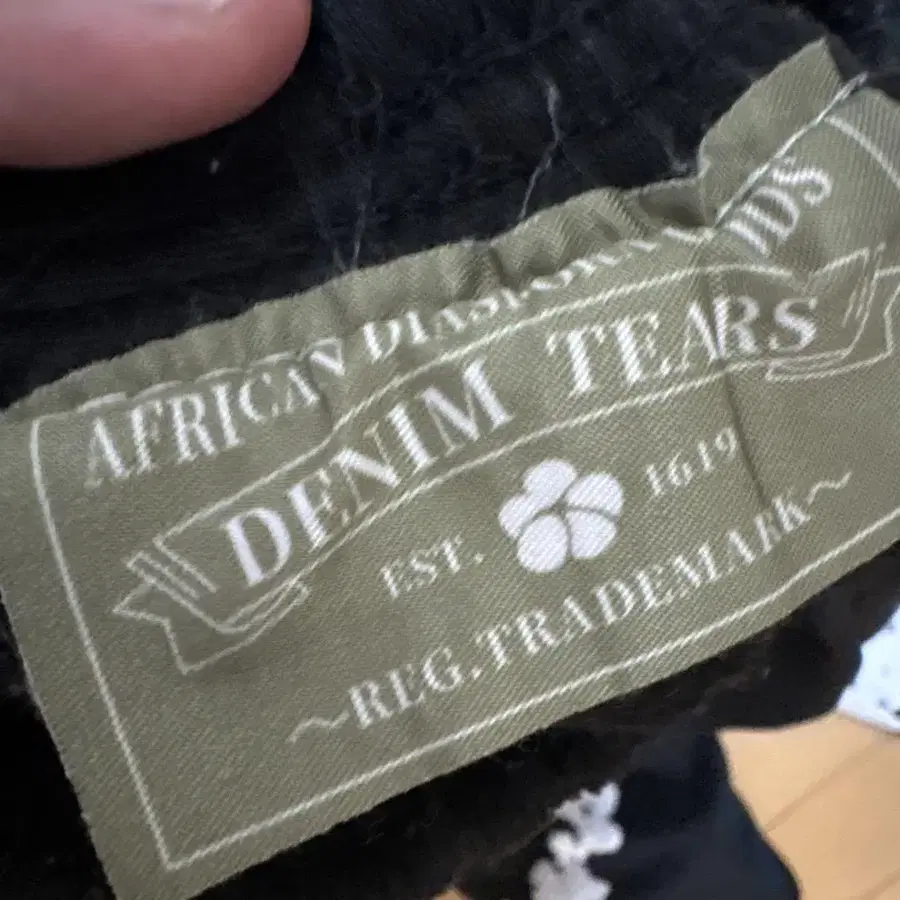 AFRICAN DIASPORA
DENIM TEARS
EST. 1619
~REG.TRADEMARK~